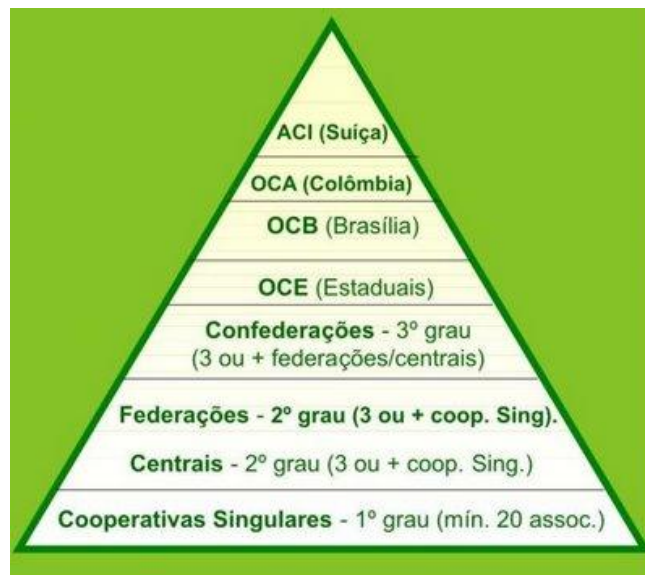 ACI (Suíça)
OCA (Colômbia)
OCB (Brasília)
OCE (Estaduais)
Confederações - 3º grau
(3 ou + federações/centrais)
Federações - 2º grau (3 ou + coop. Sing).
Centrais - 2º grau (3 ou + coop. Sing.)
Cooperativas Singulares - 1º grau (mín. 20 assoc.)